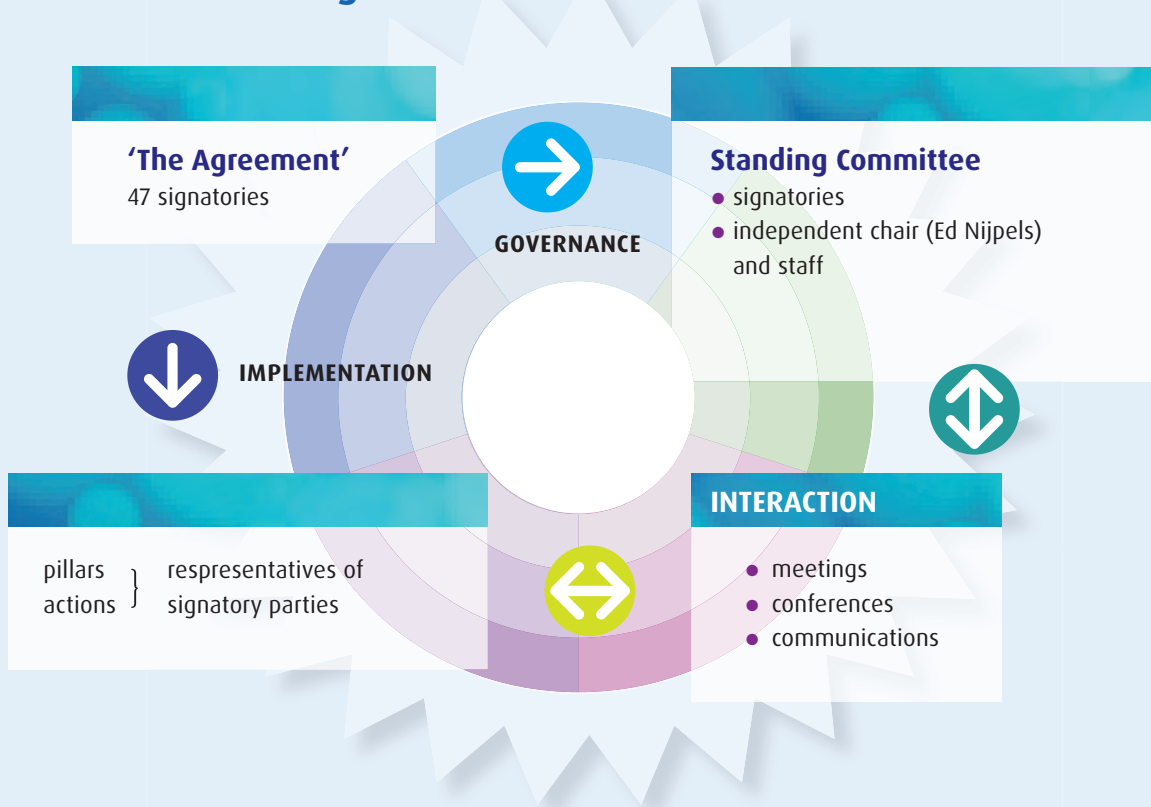 ‘The Agreement’
47 signatories
GOVERNANCE
Standing Committee
• signatories
• independent chair (Ed Nijpels)
and staff
IMPLEMENTATION
pillars } respresentatives of
actions signatory parties
INTERACTION
• meetings
• conferences
• communications